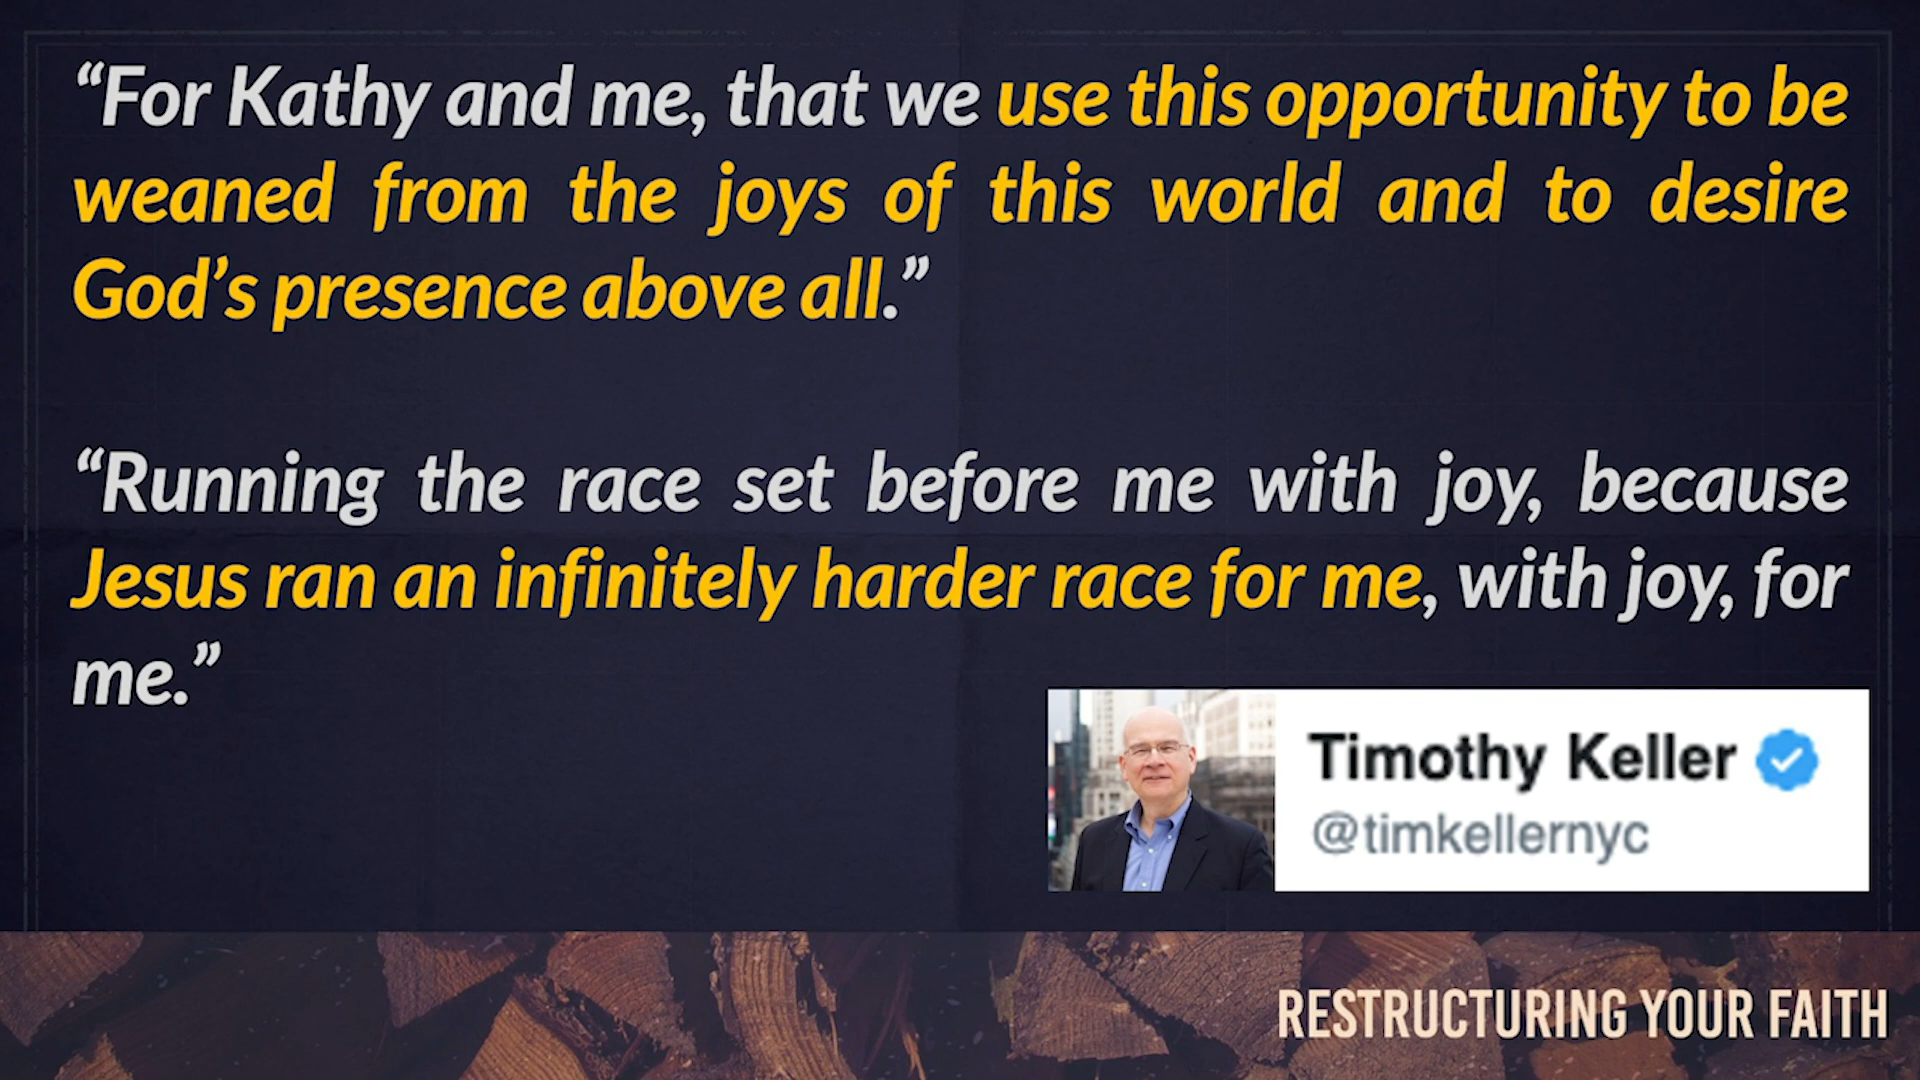 “For Kathy and me, that we use this opportunity to be
weaned from the joys of this world and to desire
God’s presence above all.”
“Running the race set before me with joy, because
Jesus ran an infinitely harder race for me, with joy, for
me.”
Timothy Keller
@timkellernyc
RESTRUCTURING YOUR FAITH